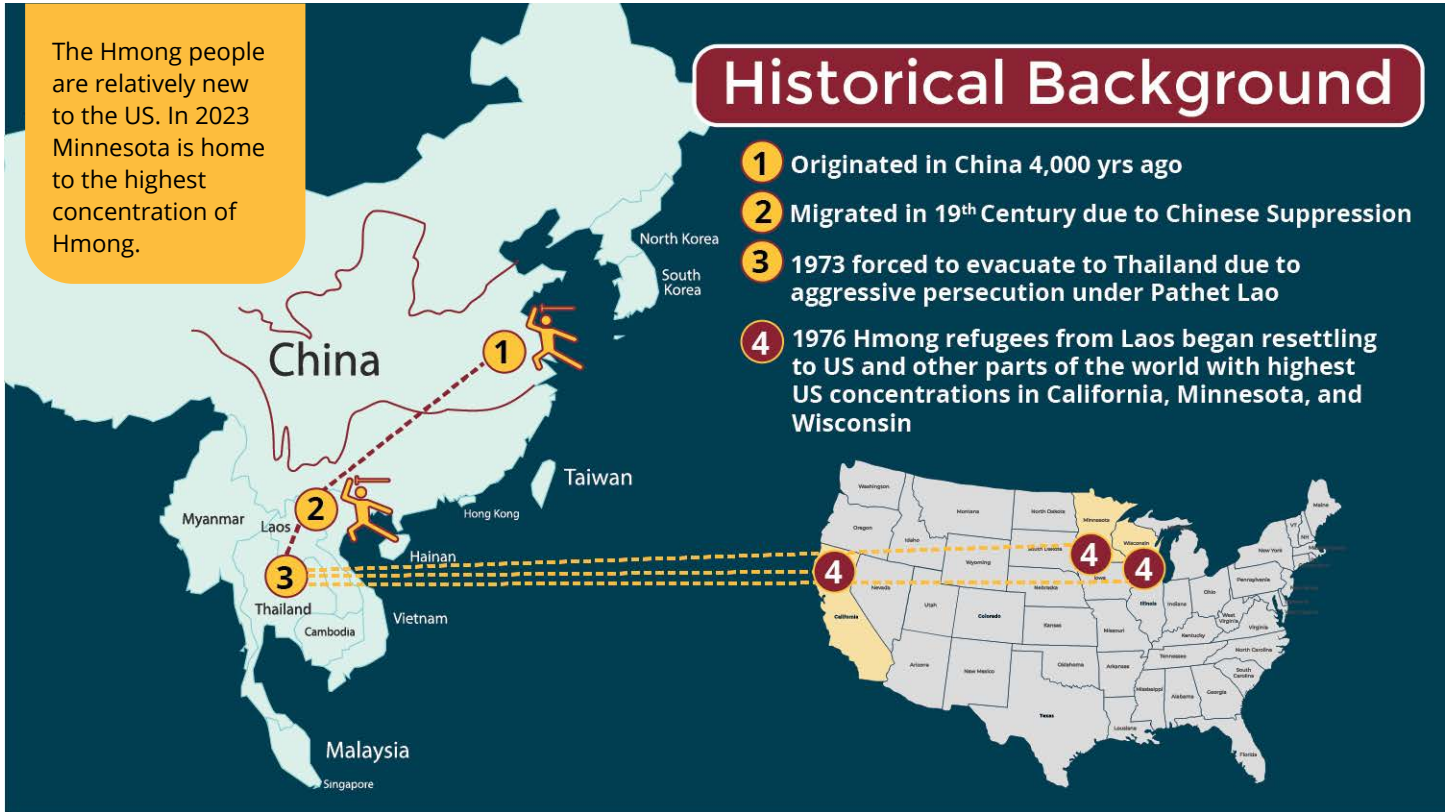 The Hmong people
are relatively new
to the US. In 2023
Minnesota is home
to the highest
concentration of
Hmong.
Historical Background
1 Originated in China 4,000 yrs ago
2 Migrated in 19th Century due to Chinese Suppression
3 1973 forced to evacuate to Thailand due to
aggressive persecution under Pathet Lao
4 1976 Hmong refugees from Laos began resettling
to US and other parts of the world with highest
US concentrations in California, Minnesota, and
Wisconsin
North Korea
South
Korea
China
1
Taiwan
2
Hong Kong
Myanmar
Laos
Hainan
3
Thailand
Vietnam
Cambodia
Malaysia
Singapore
Washington
Montana
North Dakota
Minnesota
Maine
Oregon
Idaho
Wisconsin
VT
NH
New York
South Dakota
4
4
4
Wyoming
Iowa
Pennsylvania
Nevada
Nebraska
Illinois
Indiana
Ohio
Utah
Colorado
California
Kansas
Missouri
West
Virginia
Virginia
Kentucky
North Carolina
Tennessee
Arizona
New Mexico
Oklahoma
Arkansas
South
Carolina
Mississippi
Alabama
Georgia
Texas
Louisiana
Florida